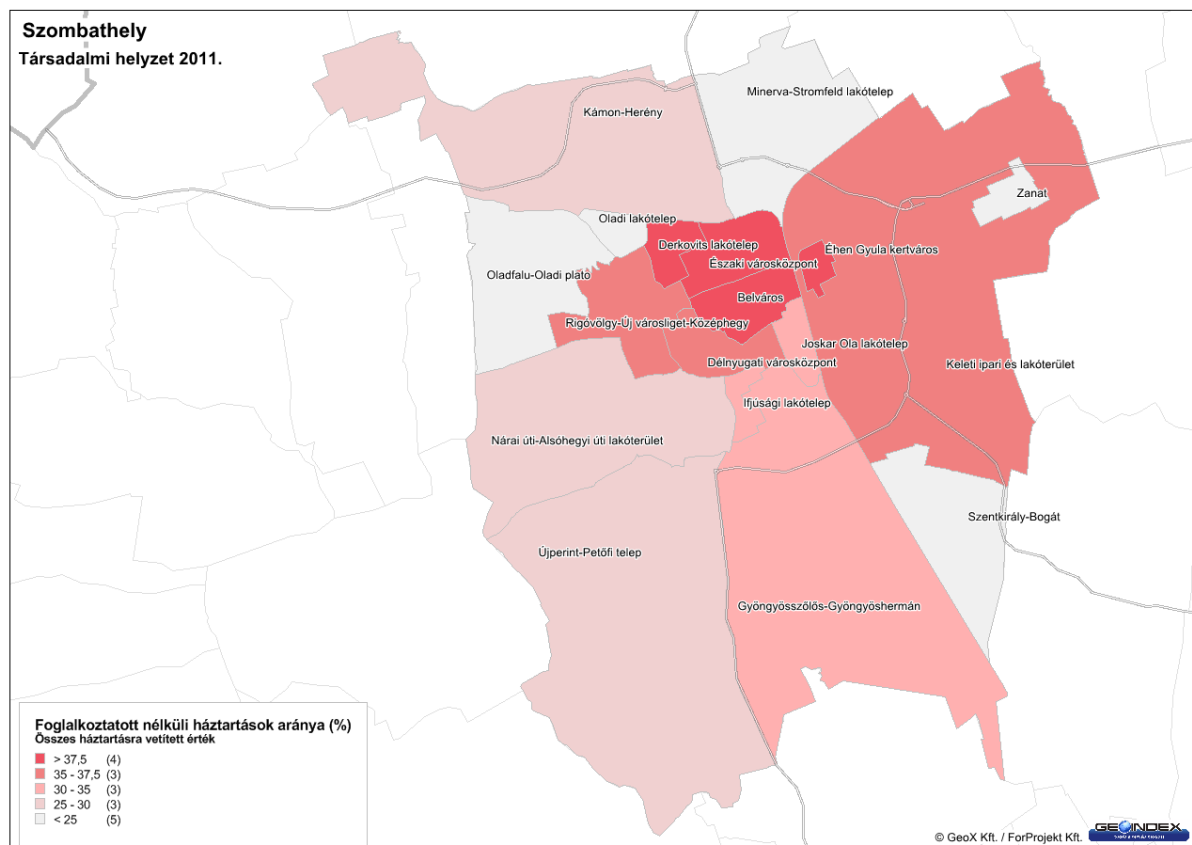 Szombathely
Társadalmi helyzet 2011.
Minerva-Stromfeld lakótelep
Kámon-Herény
Zanat
Oladi lakótelep
Derkovits lakótelep
Éhen Gyula kertváros
Északi városközpont
Oladfalu-Oladi plató
Belváros
Rigóvölgy-Új városliget-Középhegy
Joskar Ola lakótelep
Délnyugati városközpont
Keleti ipari és lakóterület
Ifjúsági lakótelep
Nárai úti-Alsóhegyi úti lakóterület
Szentkirály-Bogát
Újperint-Petőfi telep
Gyöngyösszőlős-Gyöngyöshermán
Foglalkoztatott nélküli háztartások aránya (%)
Összes háztartásra vetített érték
> 37,5 (4)
35 - 37,5 (3)
30 - 35 (3)
25 - 30 (3)
< 25 (5)
© GeoX Kft. / ForProjekt Kft.
GEOINDEX